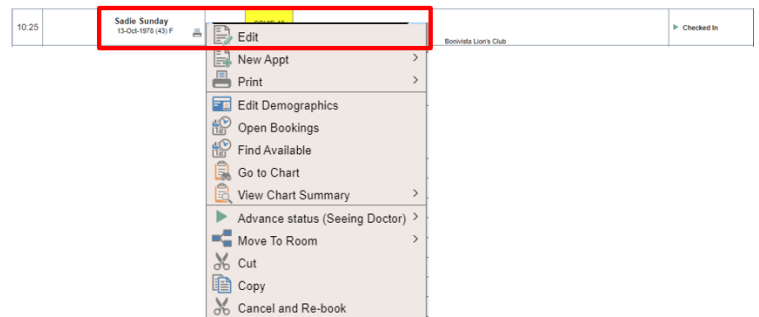 10:25
Sadie Sunday
13-Oct-1978 (43) F
Bonivista Lion's Club
Checked In
Edit
New Appt
Print
Edit Demographics
Open Bookings
Find Available
Go to Chart
View Chart Summary
Advance status (Seeing Doctor)
Move To Room
Cut
Copy
Cancel and Re-book